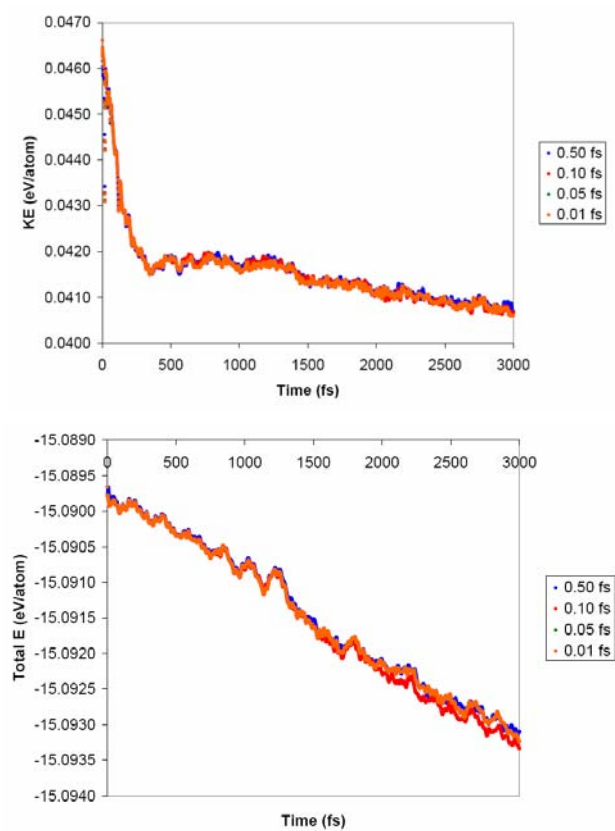 0.0470
0.0460
0.0450
0.0440
0.0430
0.0420
0.0410
0.0400
KE (eV/atom)
0 500 1000 1500 2000 2500 3000
Time (fs)
0.50 fs
0.10 fs
0.05 fs
0.01 fs
-15.0890
-15.0895
-15.0900
-15.0905
-15.0910
-15.0915
-15.0920
-15.0925
-15.0930
-15.0935
-15.0940
Total E (eV/atom)
0 500 1000 1500 2000 2500 3000
Time (fs)
0.50 fs
0.10 fs
0.05 fs
0.01 fs